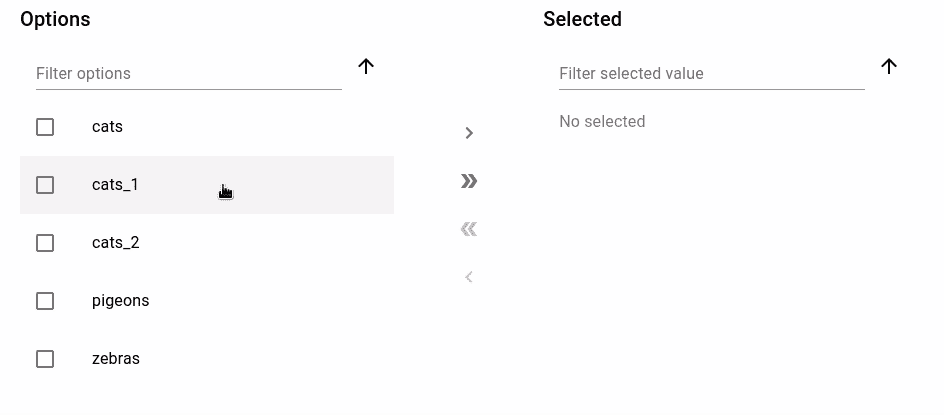 Options
Selected
Filter options
Filter selected value
No selected
cats
cats_1
cats_2
pigeons
zebras